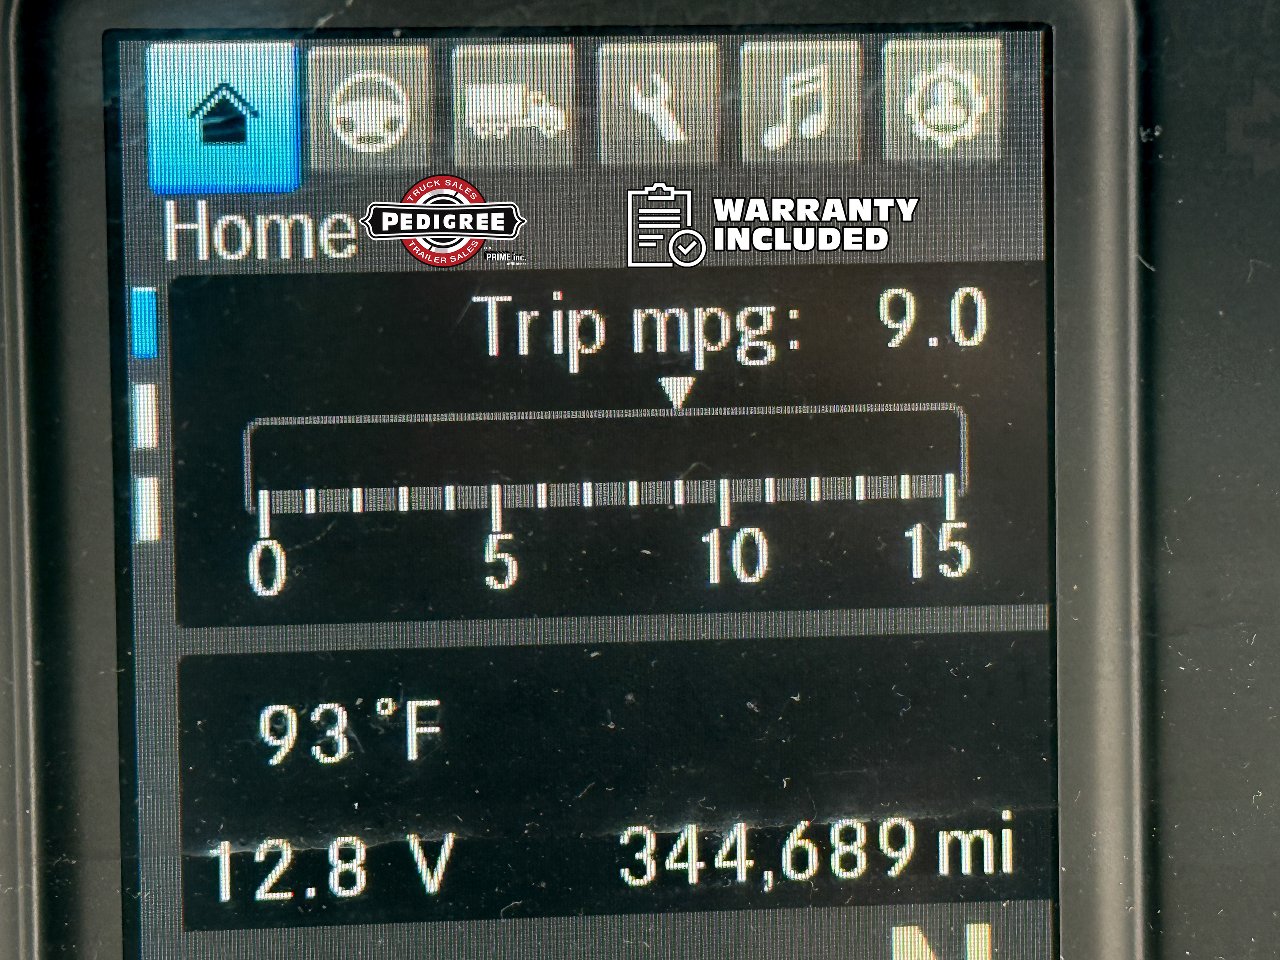 Home
TRUCK SALES
PEDIGREE
TRAILER SALES
PRIME inc.
WARRANTY
INCLUDED
Trip mpg: 9.0
0 5 10 15
93 °F
12.8 V 344,689 mi
N